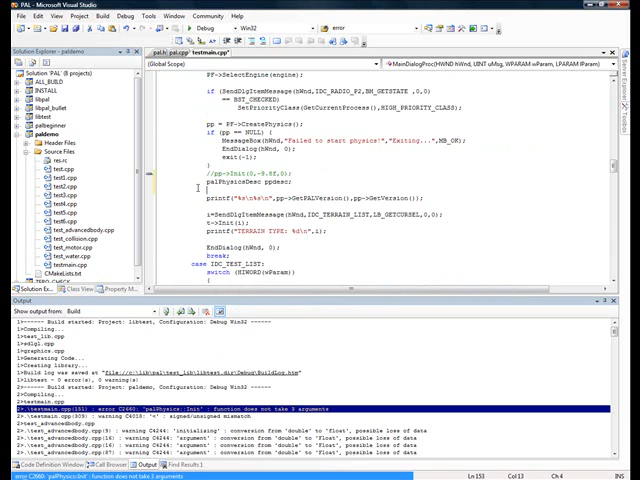 PAL - Microsoft Visual Studio
File Edit View Project Build Debug Tools Window Community Help
Debug Win32 error
Solution Explorer - paldemo
pal.h pal.cpp* testmain.cpp*
(Global Scope) MainDialogProc(HWND hWnd, UINT uMsg, WPARAM wParam, LPARAM lParam)
Solution 'PAL' (8 projects)
ALL_BUILD
INSTALL
libpal
libpal_bullet
libtest
palbeginner
paldemo
Header Files
Source Files
res.rc
test.cpp
test1.cpp
test2.cpp
test3.cpp
test4.cpp
test5.cpp
test6.cpp
test_advancedbody.cpp
test_collision.cpp
test_motor.cpp
test_water.cpp
testmain.cpp
CMakeLists.txt
ZERO_CHECK
Solution Ex... Class View Property M...
PF->SelectEngine(engine);
if (SendDlgItemMessage(hWnd,IDC_RADIO_P2,BM_GETSTATE ,0,0)
== BST_CHECKED)
SetPriorityClass(GetCurrentProcess(),HIGH_PRIORITY_CLASS);
pp = PF->CreatePhysics();
if (pp == NULL) {
MessageBox(hWnd,"Failed to start physics!","Exiting...",MB_OK);
EndDialog(hWnd, 0);
exit(-1);
}
//pp->Init(0,-9.8f,0);
palPhysicsDesc ppdesc;
printf("%s\n%s\n",pp->GetPALVersion(),pp->GetVersion());
i=SendDlgItemMessage(hWnd,IDC_TERRAIN_LIST,LB_GETCURSEL,0,0);
t->Init(i);
printf("TERRAIN TYPE: %d\n",i);
EndDialog(hWnd, 0);
break;
case IDC_TEST_LIST:
switch (HIWORD(wParam))
{
Server Explorer
Toolbox
Output
Show output from: Build
1>------ Build started: Project: libtest, Configuration: Debug Win32 ------
1>Compiling...
1>test_lib.cpp
1>sdlgl.cpp
1>graphics.cpp
1>Generating Code...
1>Creating library...
1>Build log was saved at "file://c:\lib\pal\test_lib\libtest.dir\Debug\BuildLog.htm"
1>libtest - 0 error(s), 0 warning(s)
2>------ Build started: Project: paldemo, Configuration: Debug Win32 ------
2>Compiling...
2>testmain.cpp
2>.\testmain.cpp(151) : error C2660: 'palPhysics::Init' : function does not take 3 arguments
2>.\testmain.cpp(309) : warning C4018: '<' : signed/unsigned mismatch
2>test_advancedbody.cpp
2>.\test_advancedbody.cpp(9) : warning C4244: 'initializing' : conversion from 'double' to 'Float', possible loss of data
2>.\test_advancedbody.cpp(16) : warning C4244: 'argument' : conversion from 'double' to 'Float', possible loss of data
2>.\test_advancedbody.cpp(16) : warning C4244: 'argument' : conversion from 'double' to 'Float', possible loss of data
2>.\test_advancedbody.cpp(87) : warning C4244: 'argument' : conversion from 'double' to 'Float', possible loss of data
Code Definition Window Call Browser Output Find Results 1
error C2660: 'palPhysics::Init' : function does not take 3 arguments Ln 153 Col 13 Ch 4 INS